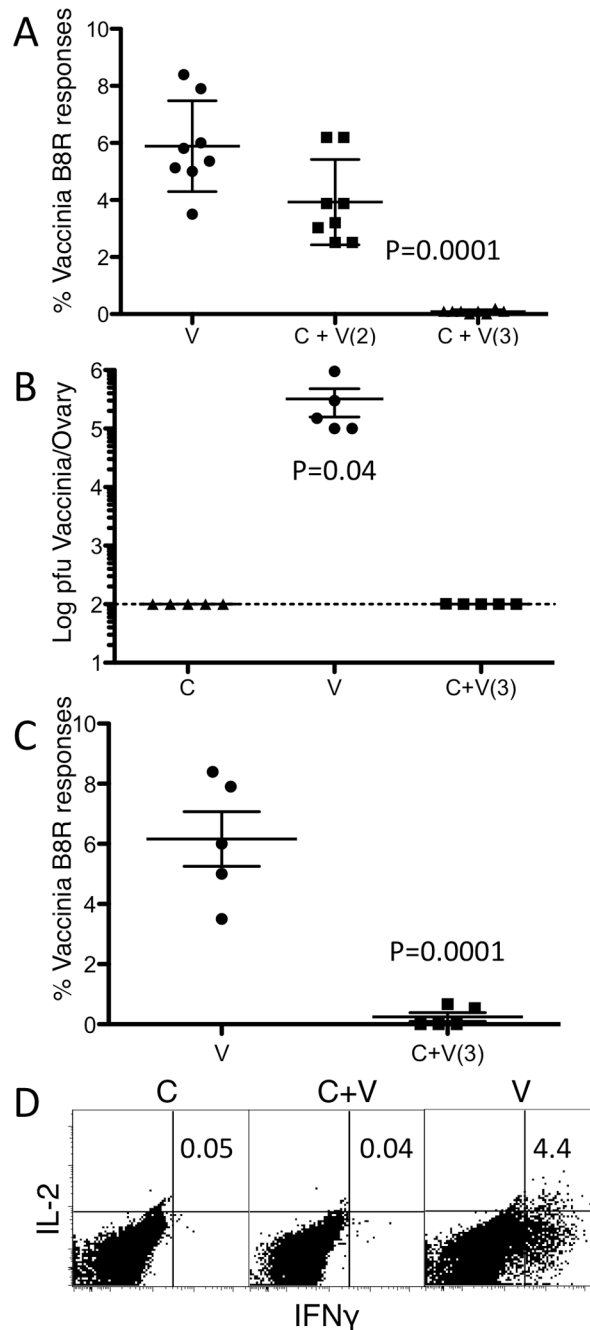 A
% Vaccinia B8R responses
10
8
6
4
2
0
P=0.0001
V
C + V(2)
C + V(3)
B
Log pfu Vaccinia/Ovary
6
5
4
3
2
1
P=0.04
C
V
C+V(3)
C
% Vaccinia B8R responses
10
8
6
4
2
0
P=0.0001
V
C+V(3)
D
C
C+V
V
0.05
0.04
4.4
IL-2
IFNγ